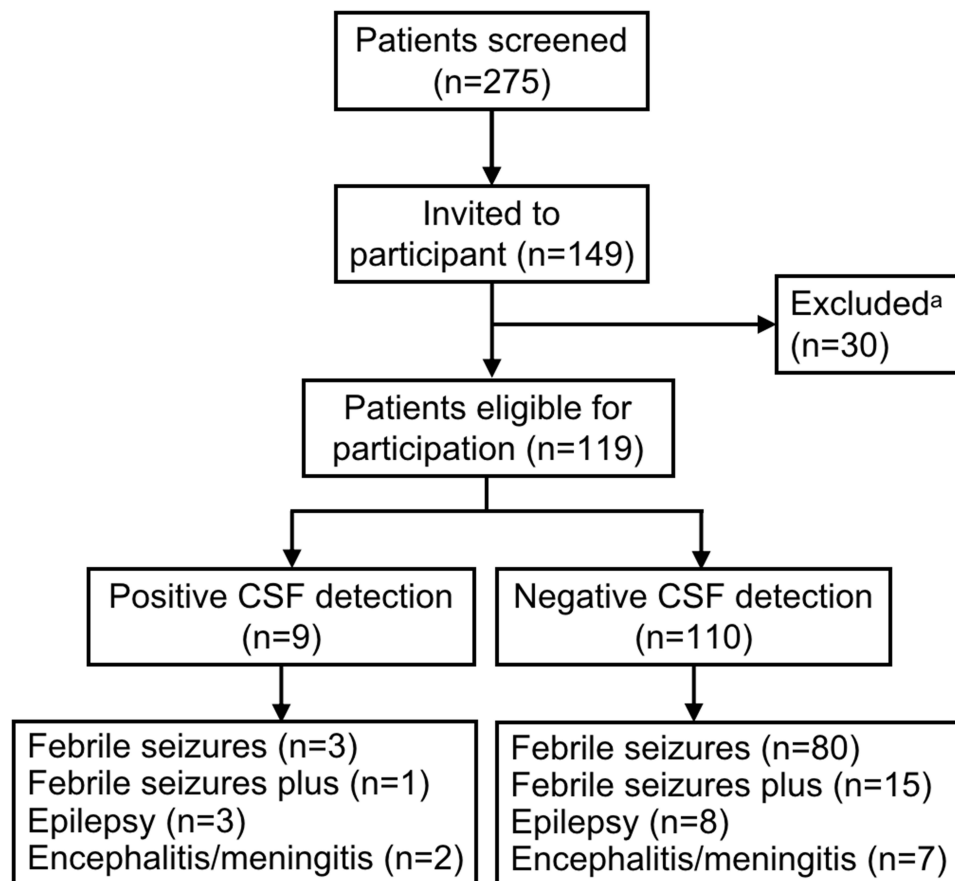 Patients screened
(n=275)
Invited to
participant (n=149)
Excludedᵃ
(n=30)
Patients eligible for
participation (n=119)
Positive CSF detection
(n=9)
Negative CSF detection
(n=110)
Febrile seizures (n=3)
Febrile seizures plus (n=1)
Epilepsy (n=3)
Encephalitis/meningitis (n=2)
Febrile seizures (n=80)
Febrile seizures plus (n=15)
Epilepsy (n=8)
Encephalitis/meningitis (n=7)